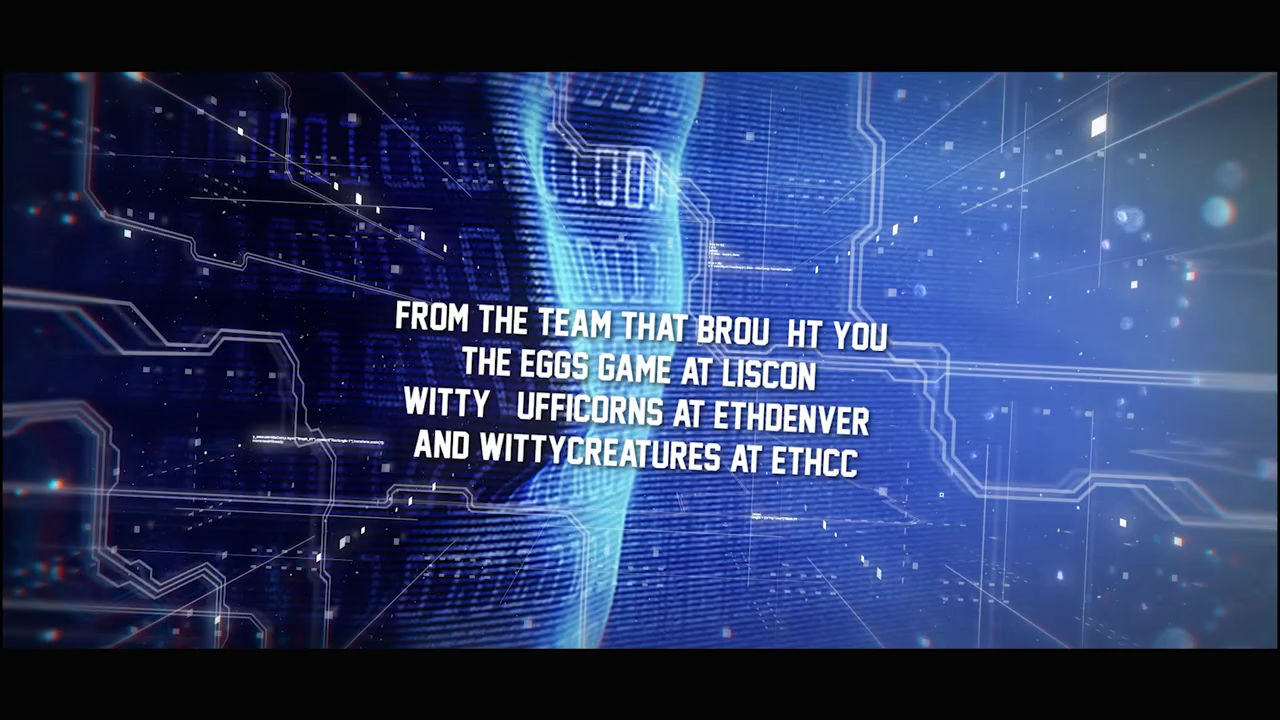 FROM THE TEAM THAT BROU HT YOU
THE EGGS GAME AT LISCON
WITTY UFFICORNS AT ETHDENVER
AND WITTYCREATURES AT ETHCC